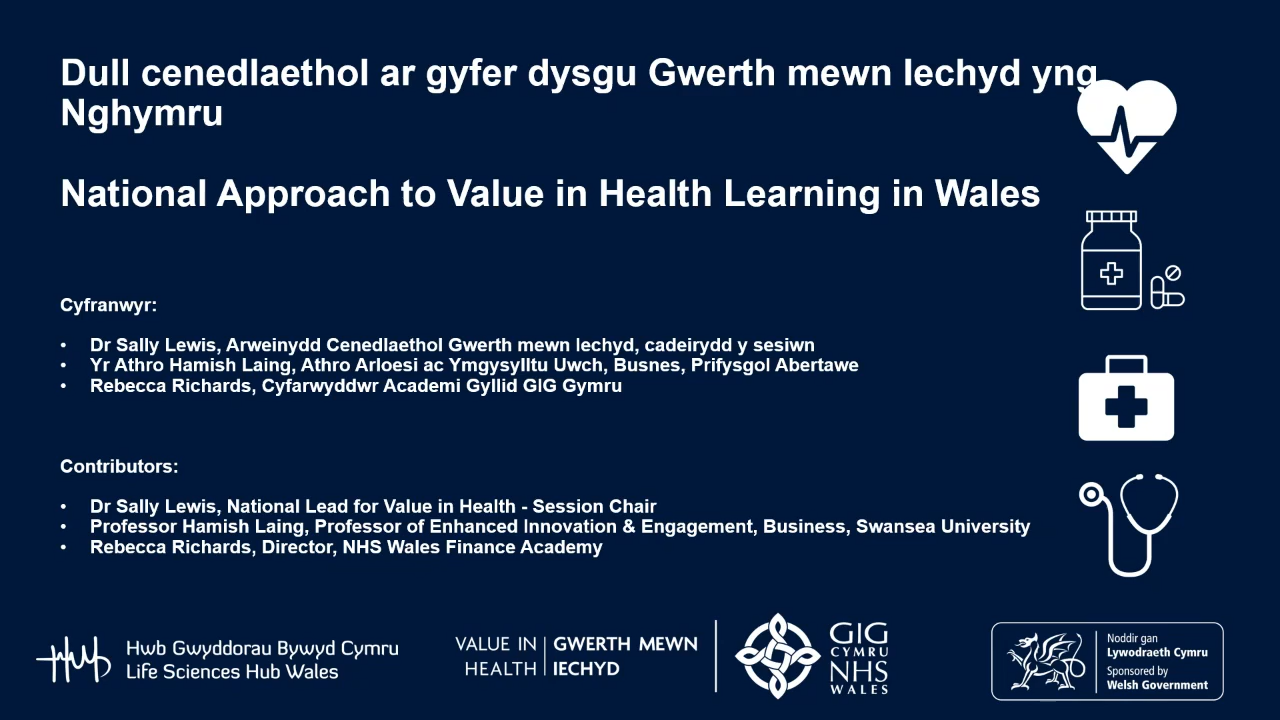 Dull cenedlaethol ar gyfer dysgu Gwerth mewn Iechyd yng
Nghymru
National Approach to Value in Health Learning in Wales
Cyfranwyr:
• Dr Sally Lewis, Arweinydd Cenedlaethol Gwerth mewn Iechyd, cadeirydd y sesiwn
• Yr Athro Hamish Laing, Athro Arloesi ac Ymgysylltu Uwch, Busnes, Prifysgol Abertawe
• Rebecca Richards, Cyfarwyddwr Academi Gyllid GIG Gymru
Contributors:
• Dr Sally Lewis, National Lead for Value in Health - Session Chair
• Professor Hamish Laing, Professor of Enhanced Innovation & Engagement, Business, Swansea University
• Rebecca Richards, Director, NHS Wales Finance Academy
Hwb
Hwb Gwyddorau Bywyd Cymru
Life Sciences Hub Wales
VALUE IN
HEALTH
GWERTH MEWN
IECHYD
GIG
CYMRU
NHS
WALES
Noddir gan
Lywodraeth Cymru
Sponsored by
Welsh Government